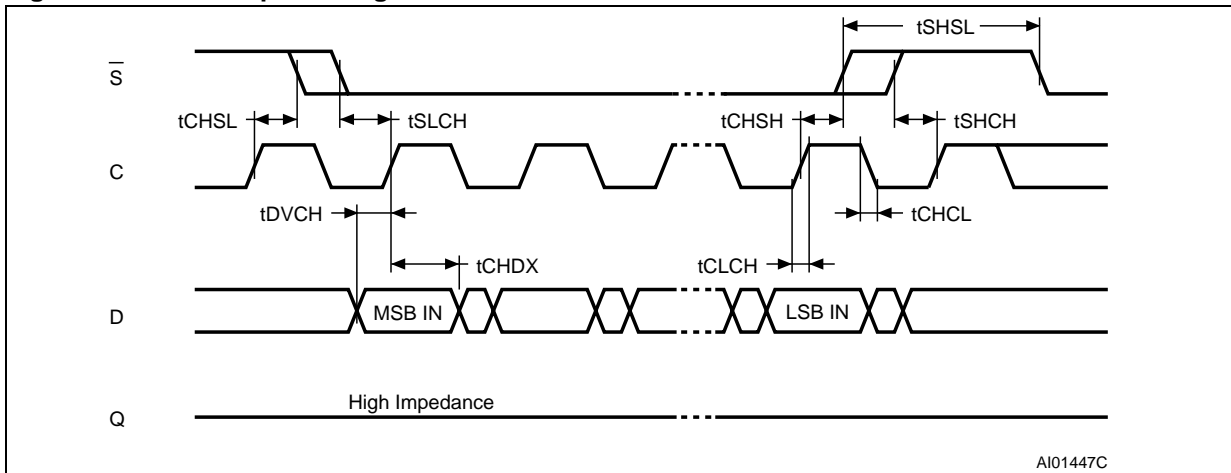 tSHSL
S
tCHSL
tSLCH
tCHSH
tSHCH
C
tDVCH
tCHCL
tCHDX
tCLCH
D
MSB IN
LSB IN
High Impedance
Q
AI01447C